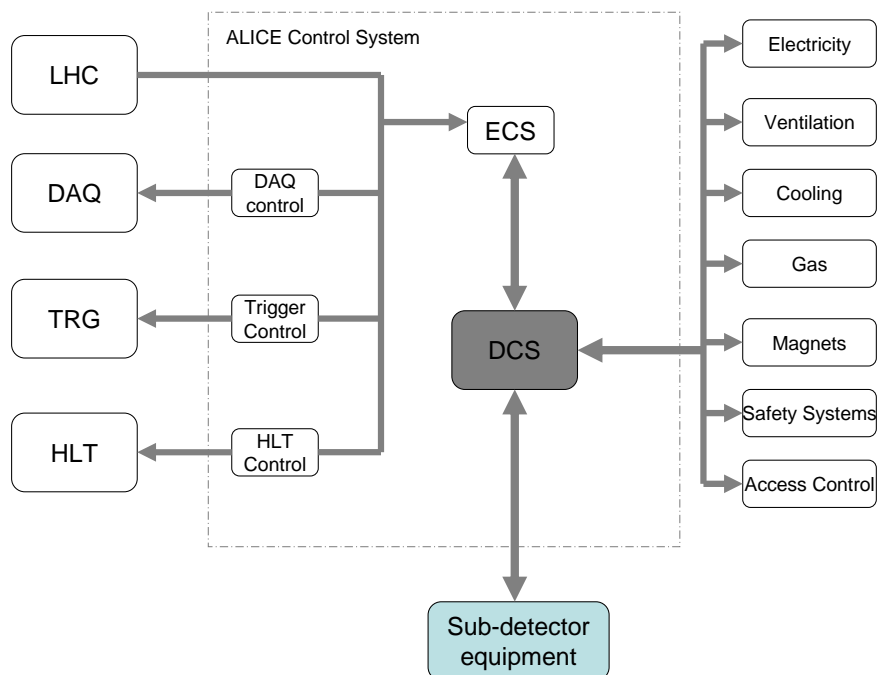 ALICE Control System
LHC
DAQ
TRG
HLT
DAQ
control
Trigger
Control
HLT
Control
ECS
DCS
Sub-detector
equipment
Electricity
Ventilation
Cooling
Gas
Magnets
Safety Systems
Access Control